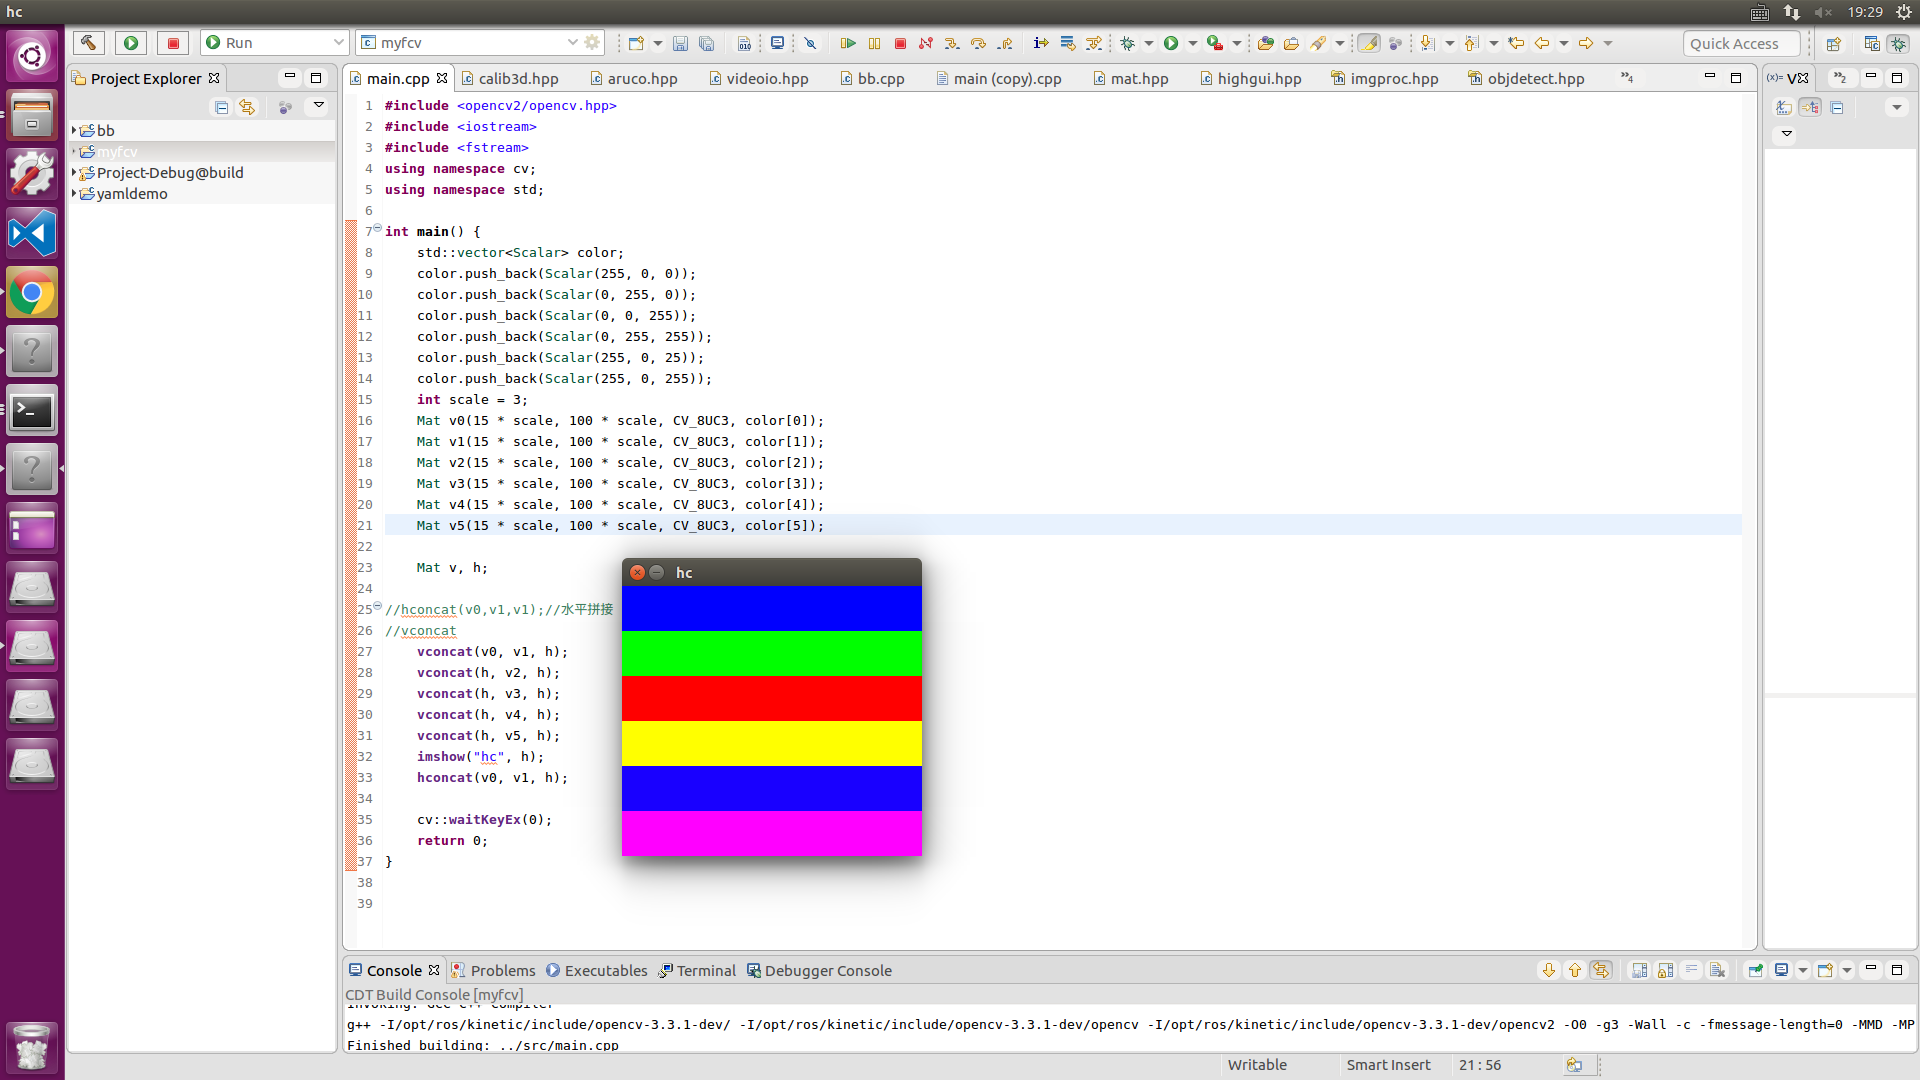 hc
19:29
Run
myfcv
Quick Access
Project Explorer
bb
myfcv
Project-Debug@build
yamldemo
main.cpp
calib3d.hpp
aruco.hpp
videoio.hpp
bb.cpp
main (copy).cpp
mat.hpp
highgui.hpp
imgproc.hpp
objdetect.hpp
»4
(x)= V
»2
1 #include <opencv2/opencv.hpp>
2 #include <iostream>
3 #include <fstream>
4 using namespace cv;
5 using namespace std;
6
7 int main() {
8 std::vector<Scalar> color;
9 color.push_back(Scalar(255, 0, 0));
10 color.push_back(Scalar(0, 255, 0));
11 color.push_back(Scalar(0, 0, 255));
12 color.push_back(Scalar(0, 255, 255));
13 color.push_back(Scalar(255, 0, 25));
14 color.push_back(Scalar(255, 0, 255));
15 int scale = 3;
16 Mat v0(15 * scale, 100 * scale, CV_8UC3, color[0]);
17 Mat v1(15 * scale, 100 * scale, CV_8UC3, color[1]);
18 Mat v2(15 * scale, 100 * scale, CV_8UC3, color[2]);
19 Mat v3(15 * scale, 100 * scale, CV_8UC3, color[3]);
20 Mat v4(15 * scale, 100 * scale, CV_8UC3, color[4]);
21 Mat v5(15 * scale, 100 * scale, CV_8UC3, color[5]);
22
23 Mat v, h;
24
25 //hconcat(v0,v1,v1);//水平拼接
26 //vconcat
27 vconcat(v0, v1, h);
28 vconcat(h, v2, h);
29 vconcat(h, v3, h);
30 vconcat(h, v4, h);
31 vconcat(h, v5, h);
32 imshow("hc", h);
33 hconcat(v0, v1, h);
34
35 cv::waitKeyEx(0);
36 return 0;
37 }
38
39
hc
Console
Problems
Executables
Terminal
Debugger Console
CDT Build Console [myfcv]
Invoking: GCC C++ Compiler
g++ -I/opt/ros/kinetic/include/opencv-3.3.1-dev/ -I/opt/ros/kinetic/include/opencv-3.3.1-dev/opencv -I/opt/ros/kinetic/include/opencv-3.3.1-dev/opencv2 -O0 -g3 -Wall -c -fmessage-length=0 -MMD -MP
Finished building: ../src/main.cpp
Writable
Smart Insert
21 : 56